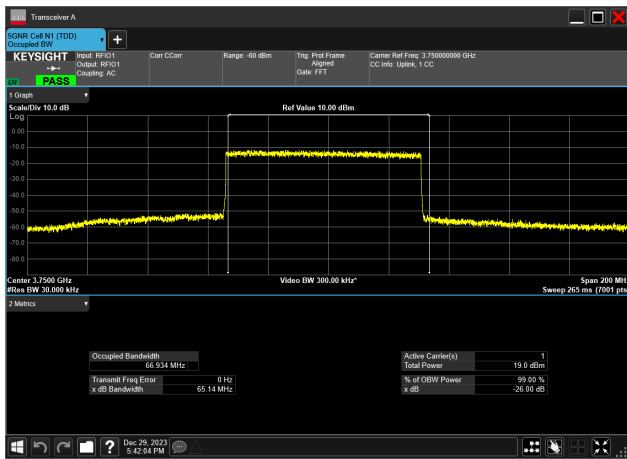 Transceiver A
5GNR Cell N1 (TDD)
Occupied BW
KEYSIGHT
Input: RFIO1
Output: RFIO1
Coupling: AC
Corr CCorr
Range: -60 dBm
Trig: Prot Frame
Aligned
Gate: FFT
Carrier Ref Freq: 3.750000000 GHz
CC Info: Uplink, 1 CC
PASS
1 Graph
Scale/Div 10.0 dB
Ref Value 10.00 dBm
Log
0.00
-10.0
-20.0
-30.0
-40.0
-50.0
-60.0
-70.0
-80.0
Center 3.7500 GHz
Video BW 300.00 kHz*
Span 200 MH
#Res BW 30.000 kHz
Sweep 265 ms (7001 pts
2 Metrics
Occupied Bandwidth
66.934 MHz
Transmit Freq Error 0 Hz
x dB Bandwidth 65.14 MHz
Active Carrier(s) 1
Total Power 19.0 dBm
% of OBW Power 99.00 %
x dB -26.00 dB
?
Dec 29, 2023
5:42:04 PM